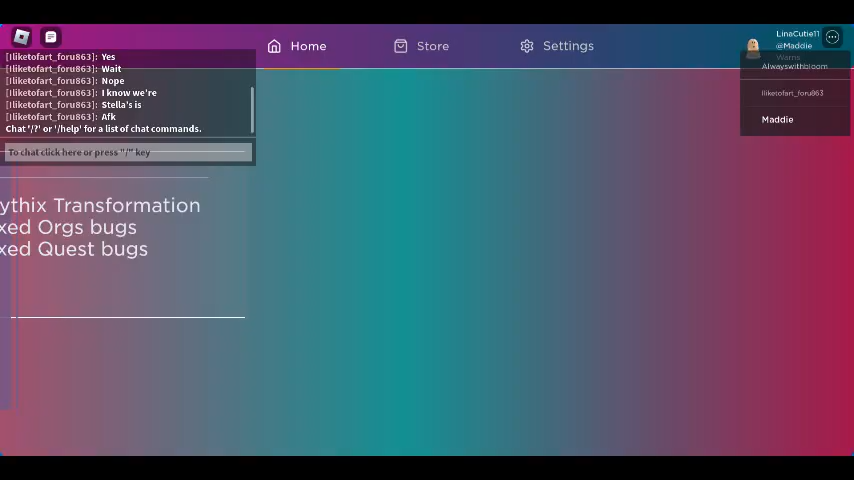 Home
Store
Settings
LinaCutie11
@Maddie
Warns
[Iliketofart_foru863]: Yes
[Iliketofart_foru863]: Wait
[Iliketofart_foru863]: Nope
[Iliketofart_foru863]: I know we're
[Iliketofart_foru863]: Stella's is
[Iliketofart_foru863]: Afk
Chat '/?' or '/help' for a list of chat commands.
To chat click here or press "/" key
Alwayswithbloom
Iliketofart_foru863
Maddie
ythix Transformation
xed Orgs bugs
xed Quest bugs